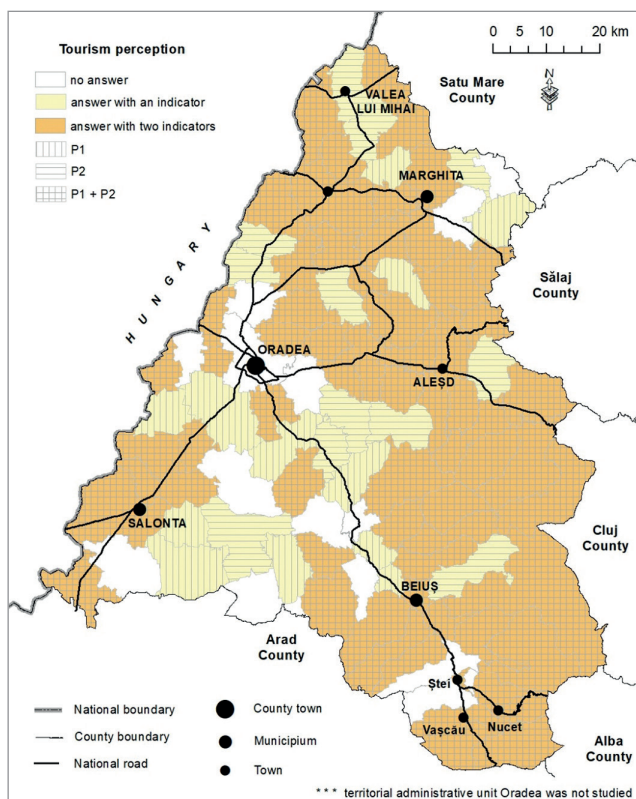 Tourism perception
no answer
answer with an indicator
answer with two indicators
P1
P2
P1 + P2
0 5 10 20 km
N
Satu Mare
County
VALEA
LUI MIHAI
MARGHITA
HUNGARY
Sălaj
County
ORADEA
ALEȘD
SALONTA
Cluj
County
BEIUȘ
Arad
County
Ștei
Nucet
Vașcău
Alba
County
National boundary
County boundary
National road
County town
Municipium
Town
*** territorial administrative unit Oradea was not studied